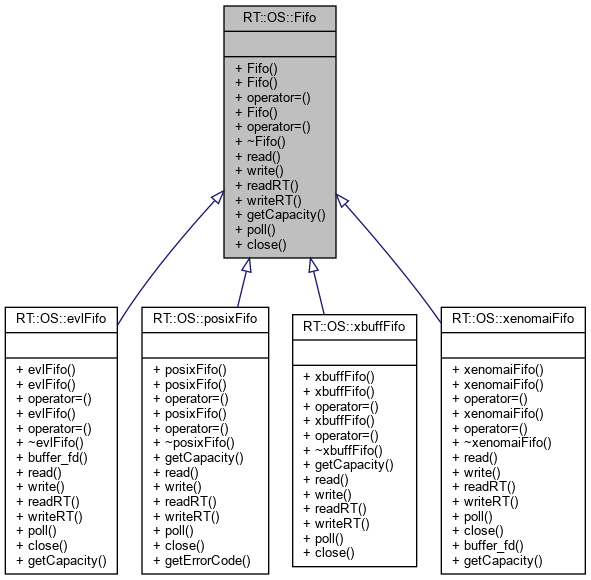 RT::OS::Fifo
+ Fifo()
+ Fifo()
+ operator=()
+ Fifo()
+ operator=()
+ ~Fifo()
+ read()
+ write()
+ readRT()
+ writeRT()
+ getCapacity()
+ poll()
+ close()
RT::OS::evlFifo
+ evlFifo()
+ evlFifo()
+ operator=()
+ evlFifo()
+ operator=()
+ ~evlFifo()
+ buffer_fd()
+ read()
+ write()
+ readRT()
+ writeRT()
+ poll()
+ close()
+ getCapacity()
RT::OS::posixFifo
+ posixFifo()
+ posixFifo()
+ operator=()
+ posixFifo()
+ operator=()
+ ~posixFifo()
+ getCapacity()
+ read()
+ write()
+ readRT()
+ writeRT()
+ poll()
+ close()
+ getErrorCode()
RT::OS::xbuffFifo
+ xbuffFifo()
+ xbuffFifo()
+ operator=()
+ xbuffFifo()
+ operator=()
+ ~xbuffFifo()
+ getCapacity()
+ read()
+ write()
+ readRT()
+ writeRT()
+ poll()
+ close()
RT::OS::xenomaiFifo
+ xenomaiFifo()
+ xenomaiFifo()
+ operator=()
+ xenomaiFifo()
+ operator=()
+ ~xenomaiFifo()
+ read()
+ write()
+ readRT()
+ writeRT()
+ poll()
+ close()
+ buffer_fd()
+ getCapacity()